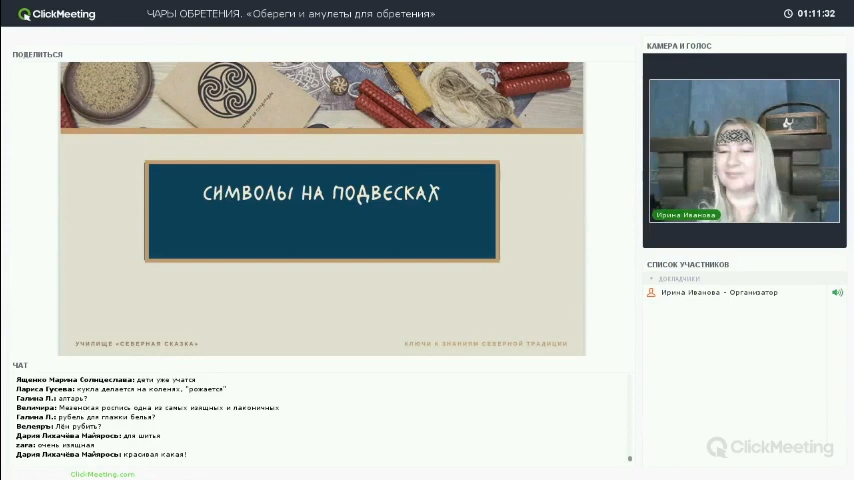 ClickMeeting
ЧАРЫ ОБРЕТЕНИЯ. «Обереги и амулеты для обретения»
01:11:32
ПОДЕЛИТЬСЯ
СИМВОЛЫ НА ПОДВЕСКАХ
УЧИЛИЩЕ «СЕВЕРНАЯ СКАЗКА»
КЛЮЧИ К ЗНАНИЯМ СЕВЕРНОЙ ТРАДИЦИИ
ЧАТ
Ященко Марина Солнцеслава: дети уже учатся
Лариса Гусева: кукла делается на коленях, "рожается"
Галина Л.: алтарь?
Велимира: Мезенская роспись одна из самых изящных и лаконичных
Галина Л.: рубель для глажки белья?
Велеяръ: Лён рубить?
Дария Лихачёва Майяросъ: для шитья
zara: очень изящная
Дария Лихачёва Майяросъ: красивая какая!
ClickMeeting.com
КАМЕРА И ГОЛОС
Ирина Иванова
СПИСОК УЧАСТНИКОВ
ДОКЛАДЧИКИ
Ирина Иванова - Организатор
ClickMeeting